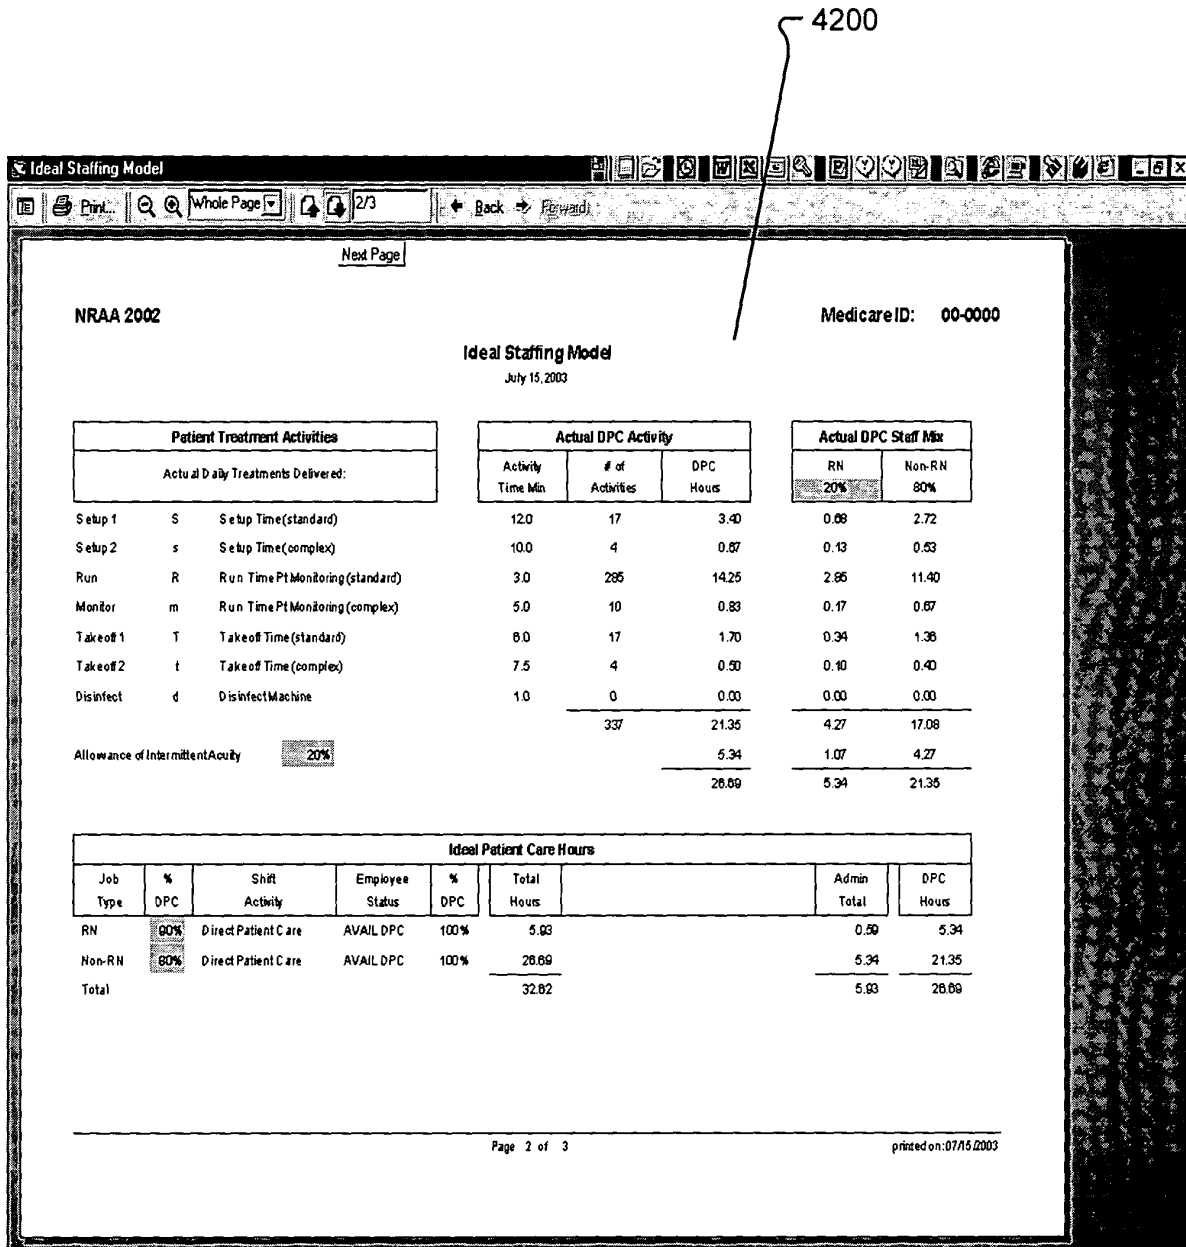 4200
Ideal Staffing Model
Print... Whole Page 2/3 Back Forward
Next Page
NRAA 2002 Medicare ID: 00-0000
Ideal Staffing Model
July 15, 2003
Patient Treatment Activities Actual DPC Activity Actual DPC Staff Mix
Actual Daily Treatments Delivered: Activity Time Min # of Activities DPC Hours RN 20% Non-RN 80%
Setup 1 S Setup Time (standard) 12.0 17 3.40 0.68 2.72
Setup 2 s Setup Time (complex) 10.0 4 0.67 0.13 0.53
Run R Run Time Pt Monitoring (standard) 3.0 285 14.25 2.85 11.40
Monitor m Run Time Pt Monitoring (complex) 5.0 10 0.83 0.17 0.67
Takeoff 1 T Takeoff Time (standard) 6.0 17 1.70 0.34 1.36
Takeoff 2 t Takeoff Time (complex) 7.5 4 0.50 0.10 0.40
Disinfect d Disinfect Machine 1.0 0 0.00 0.00 0.00
337 21.35 4.27 17.08
Allowance of Intermittent Acuity 20% 5.34 1.07 4.27
26.69 5.34 21.35
Ideal Patient Care Hours
Job Type % DPC Shift Activity Employee Status % DPC Total Hours Admin Total DPC Hours
RN 90% Direct Patient Care AVAIL DPC 100% 5.93 0.59 5.34
Non-RN 80% Direct Patient Care AVAIL DPC 100% 26.69 5.34 21.35
Total 32.62 5.93 26.69
Page 2 of 3 printed on: 07/15/2003